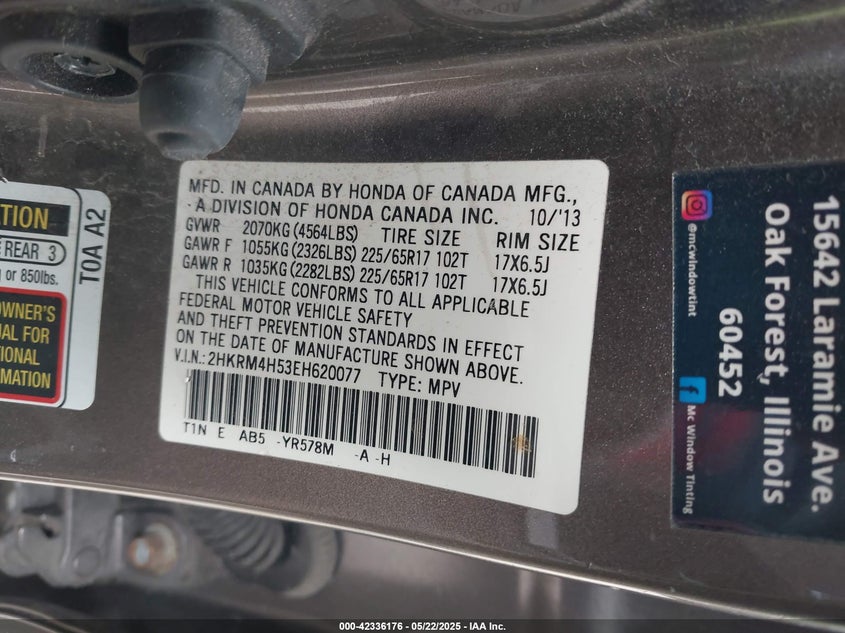 TION
REAR 3
or 850lbs.
OWNER'S
UAL FOR
TIONAL
ORMATION
T0A A2
MFD. IN CANADA BY HONDA OF CANADA MFG.,
A DIVISION OF HONDA CANADA INC. 10/'13
GVWR 2070KG(4564LBS) TIRE SIZE RIM SIZE
GAWR F 1055KG(2326LBS) 225/65R17 102T 17X6.5J
GAWR R 1035KG(2282LBS) 225/65R17 102T 17X6.5J
THIS VEHICLE CONFORMS TO ALL APPLICABLE
FEDERAL MOTOR VEHICLE SAFETY
AND THEFT PREVENTION STANDARDS IN EFFECT
ON THE DATE OF MANUFACTURE SHOWN ABOVE.
V.I.N.:2HKRM4H53EH620077 TYPE: MPV
T1N E AB5 -YR578M -A -H
15642 Laramie Ave.
Oak Forest, Illinois
60452
@mcwindowtint
Mc Window Tinting
000-42336176 - 05/22/2025 - IAA Inc.